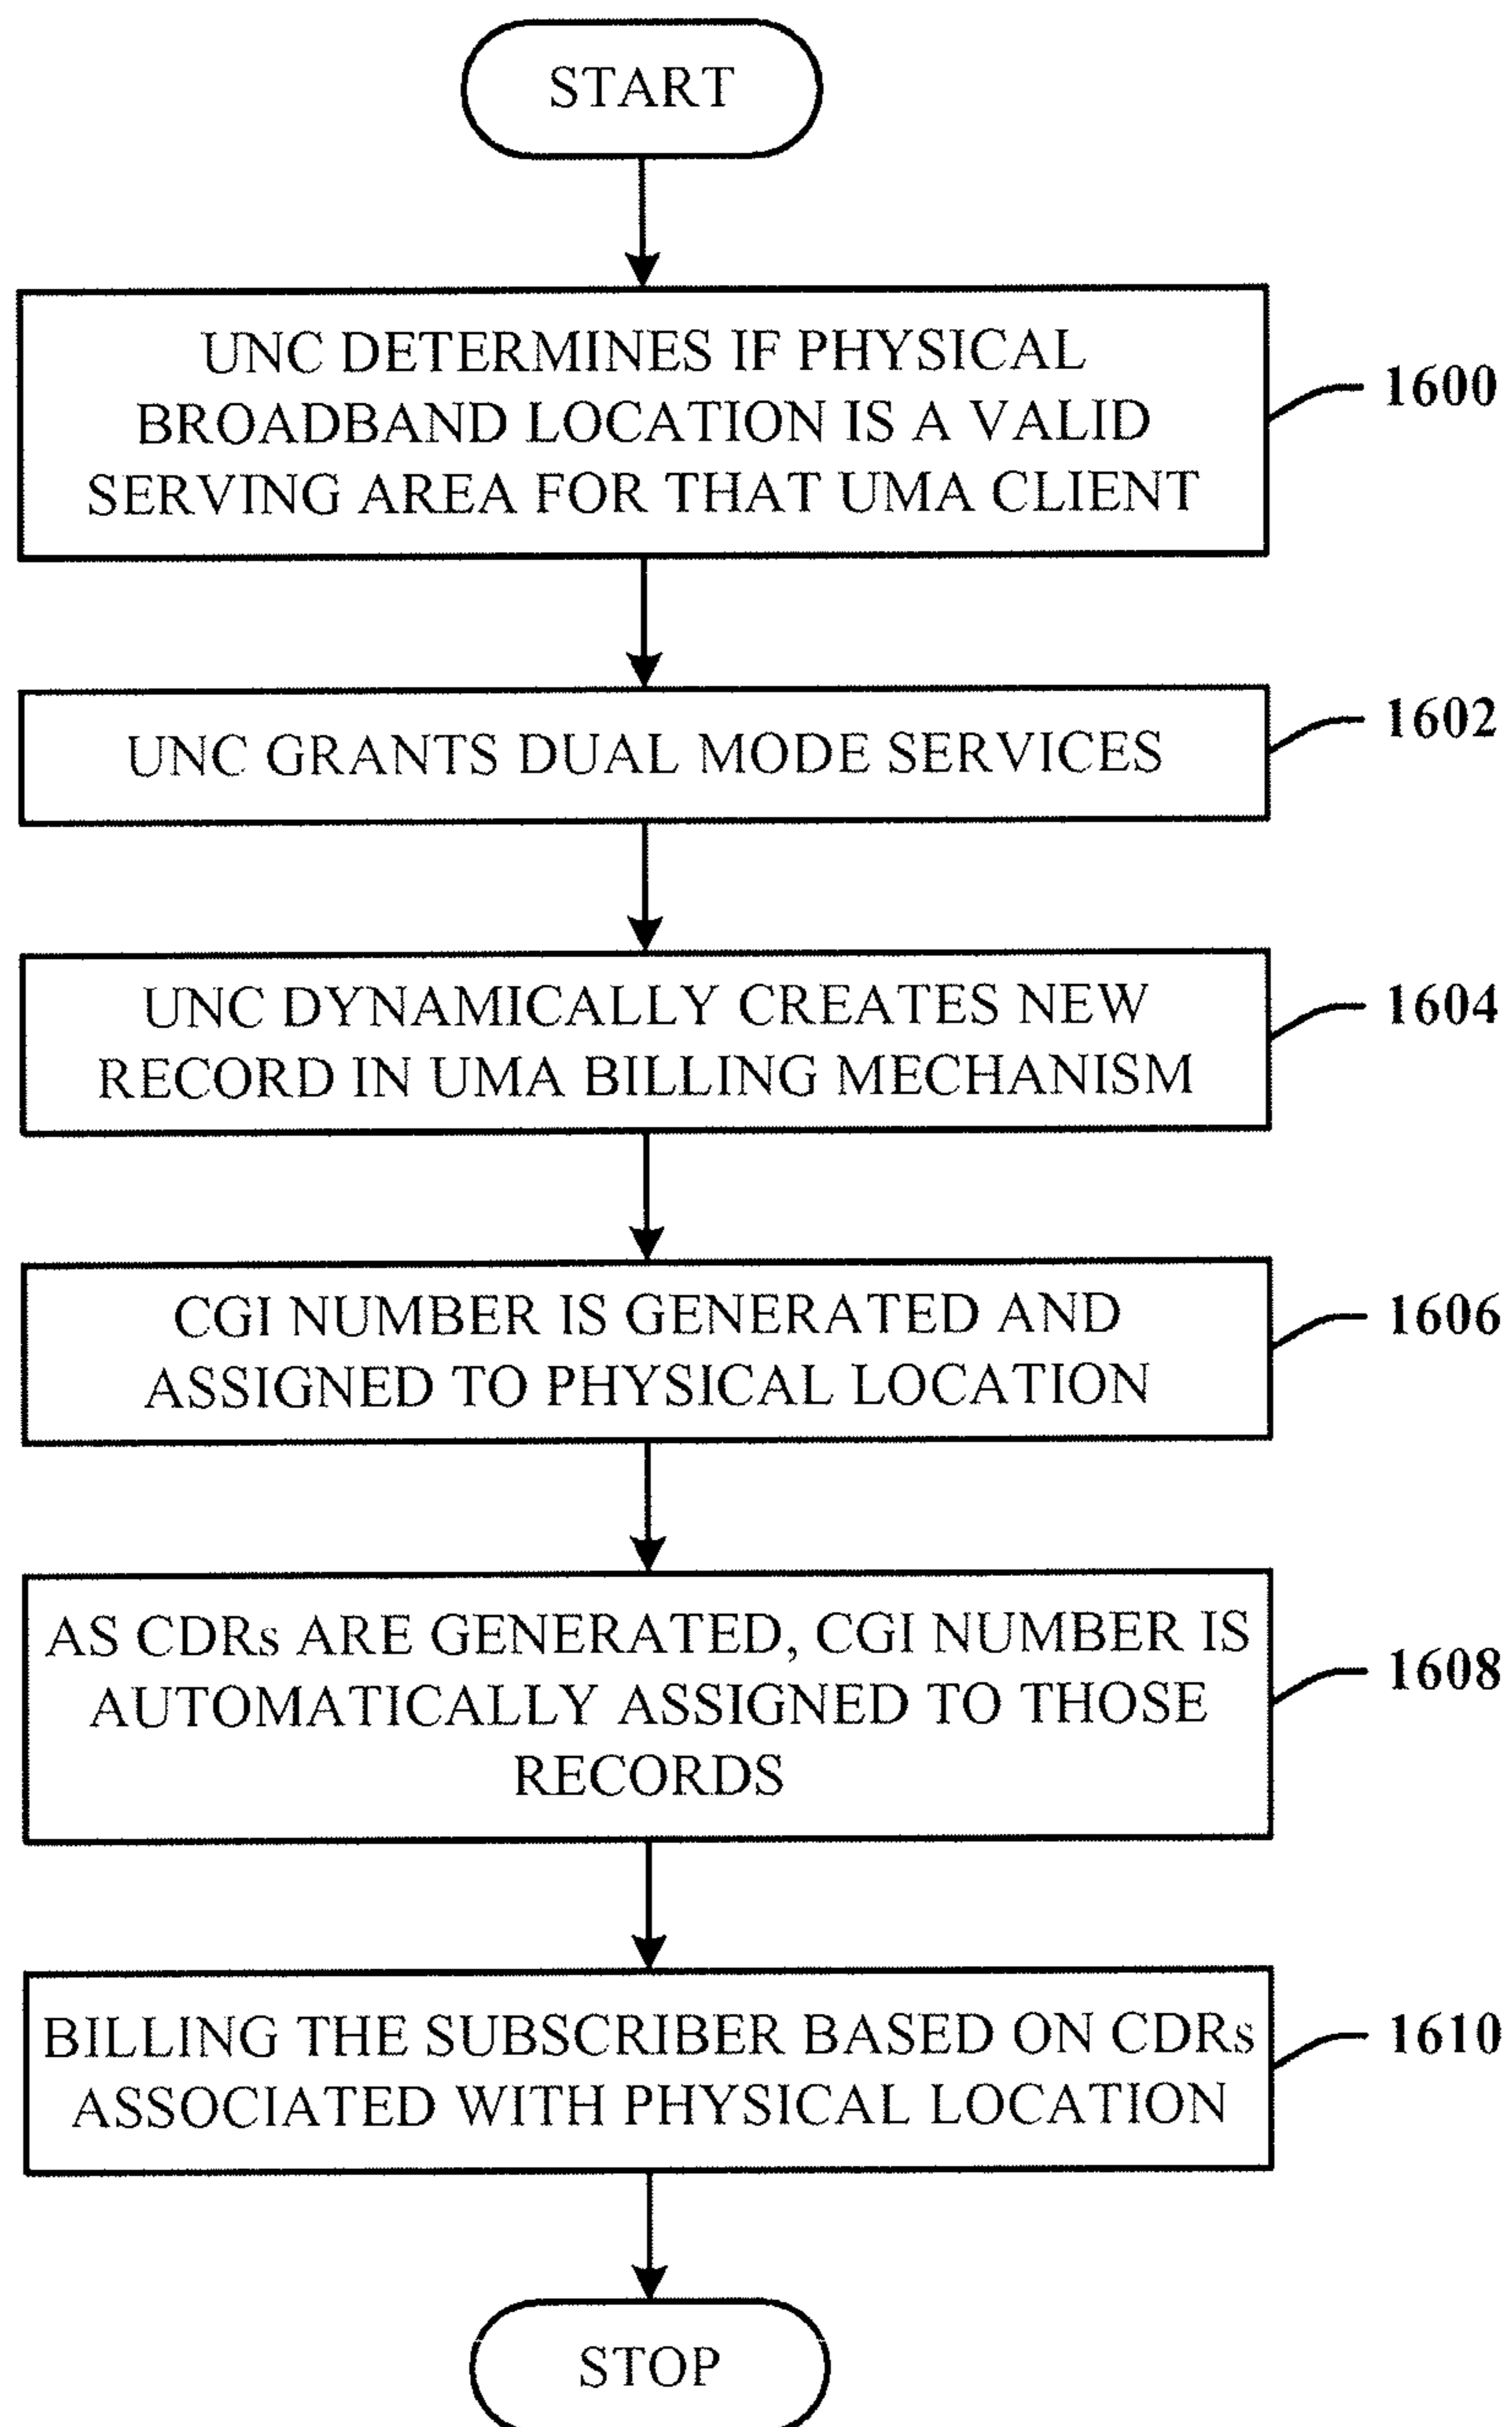 START
UNC DETERMINES IF PHYSICAL
BROADBAND LOCATION IS A VALID
SERVING AREA FOR THAT UMA CLIENT
1600
UNC GRANTS DUAL MODE SERVICES
1602
UNC DYNAMICALLY CREATES NEW
RECORD IN UMA BILLING MECHANISM
1604
CGI NUMBER IS GENERATED AND
ASSIGNED TO PHYSICAL LOCATION
1606
AS CDRs ARE GENERATED, CGI NUMBER IS
AUTOMATICALLY ASSIGNED TO THOSE
RECORDS
1608
BILLING THE SUBSCRIBER BASED ON CDRs
ASSOCIATED WITH PHYSICAL LOCATION
1610
STOP